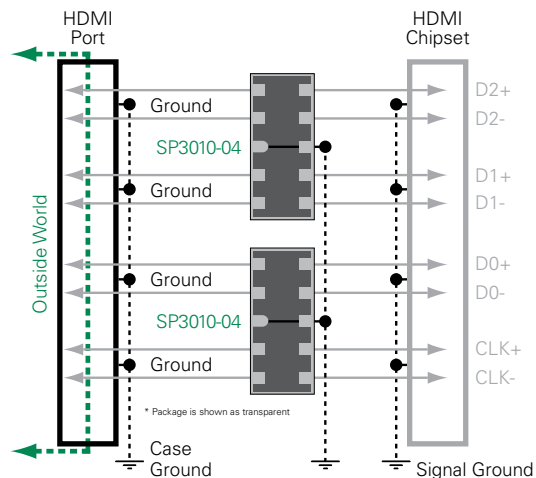 HDMI
Port
HDMI
Chipset
D2+
Ground
D2-
SP3010-04
D1+
Ground
D1-
Outside World
D0+
Ground
D0-
SP3010-04
CLK+
Ground
CLK-
* Package is shown as transparent
Case
Ground
Signal Ground